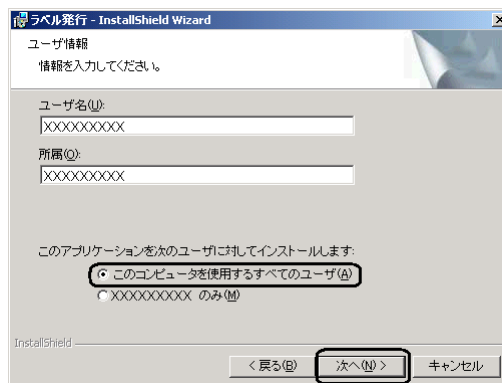 ラベル発行 - InstallShield Wizard
ユーザ情報
情報を入力してください。
ユーザ名(U):
XXXXXXXXX
所属(O):
XXXXXXXXX
このアプリケーションを次のユーザに対してインストールします:
このコンピュータを使用するすべてのユーザ(A)
XXXXXXXXX のみ(M)
InstallShield
< 戻る(B) 次へ(N) > キャンセル